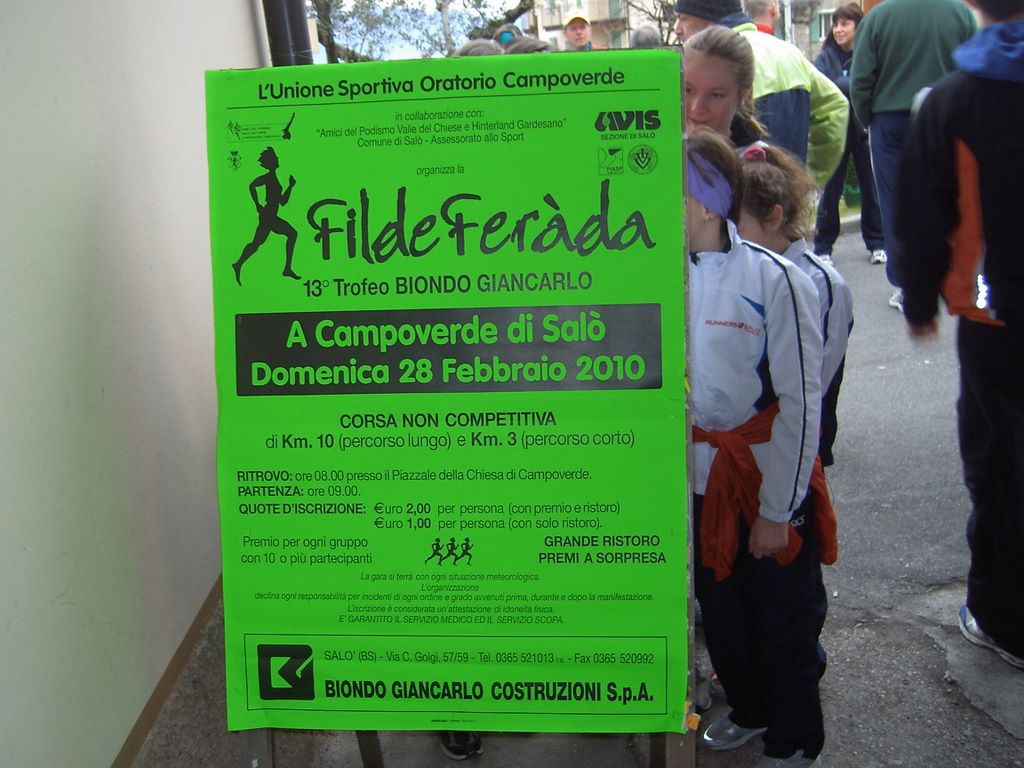 L'Unione Sportiva Oratorio Campoverde
in collaborazione con:
"Amici del Podismo Valle del Chiese e Hinterland Gardesano"
Comune di Salò - Assessorato allo Sport
AVIS
SEZIONE DI SALÒ
FIASP
organizza la
FildeFeràda
13° Trofeo BIONDO GIANCARLO
A Campoverde di Salò
Domenica 28 Febbraio 2010
CORSA NON COMPETITIVA
di Km. 10 (percorso lungo) e Km. 3 (percorso corto)
RITROVO: ore 08.00 presso il Piazzale della Chiesa di Campoverde.
PARTENZA: ore 09.00.
QUOTE D'ISCRIZIONE: €uro 2,00 per persona (con premio e ristoro)
€uro 1,00 per persona (con solo ristoro).
Premio per ogni gruppo
con 10 o più partecipanti
GRANDE RISTORO
PREMI A SORPRESA
La gara si terrà con ogni situazione meteorologica.
L'organizzazione
declina ogni responsabilità per incidenti di ogni ordine e grado avvenuti prima, durante e dopo la manifestazione.
L'iscrizione è considerata un'attestazione di idoneità fisica.
E' GARANTITO IL SERVIZIO MEDICO ED IL SERVIZIO SCOPA.
SALO' (BS) - Via C. Golgi, 57/59 - Tel. 0365 521013 r.a. - Fax 0365 520992
BIONDO GIANCARLO COSTRUZIONI S.p.A.
RUNNERS SALÒ
ASICS